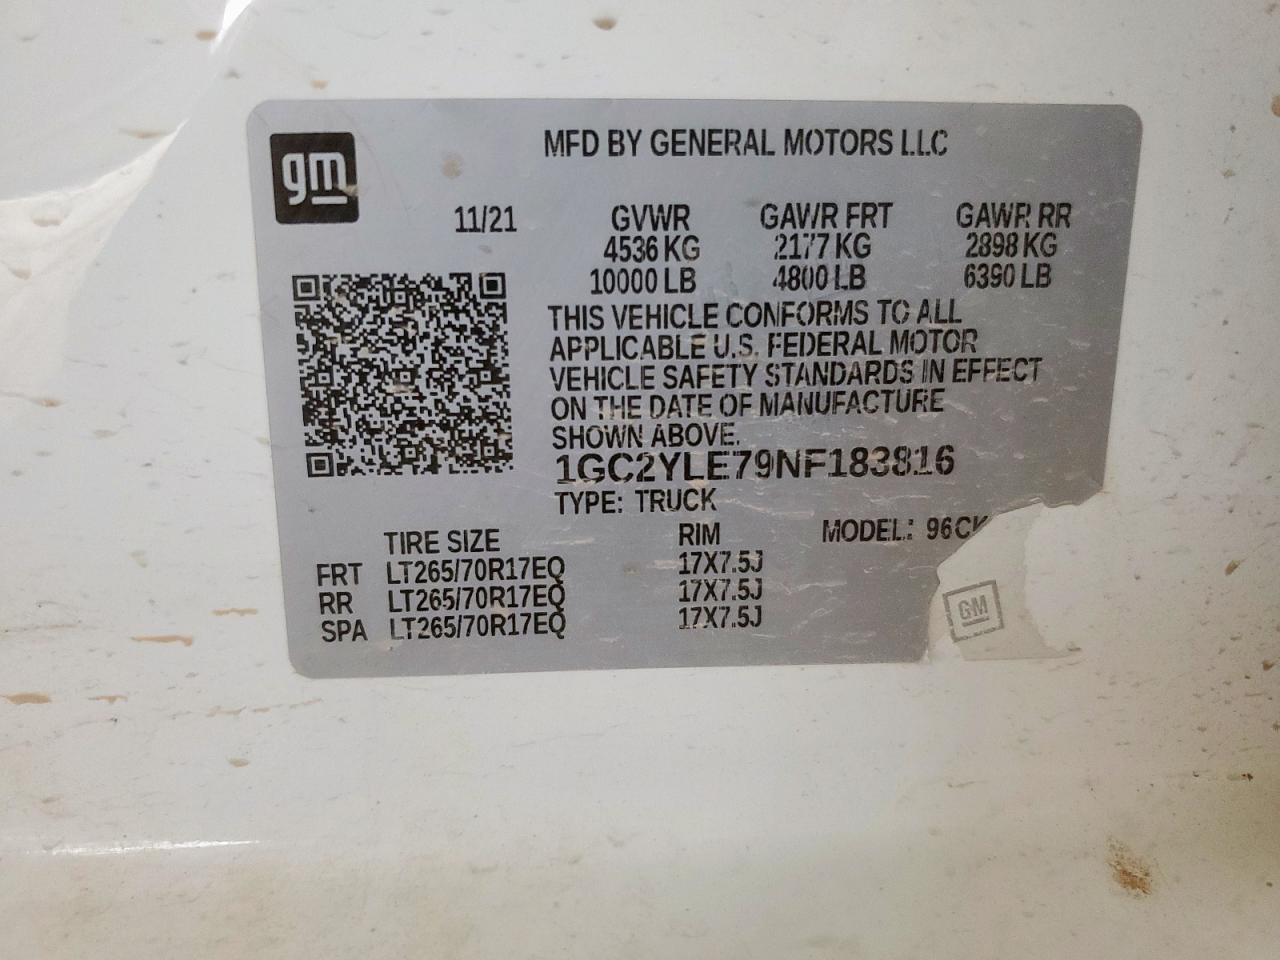 gm
MFD BY GENERAL MOTORS LLC
11/21 GVWR GAWR FRT GAWR RR
4536 KG 2177 KG 2898 KG
10000 LB 4800 LB 6390 LB
THIS VEHICLE CONFORMS TO ALL
APPLICABLE U.S. FEDERAL MOTOR
VEHICLE SAFETY STANDARDS IN EFFECT
ON THE DATE OF MANUFACTURE
SHOWN ABOVE.
1GC2YLE79NF183816
TYPE: TRUCK
TIRE SIZE RIM MODEL:
FRT LT265/70R17EQ 17X7.5J
RR LT265/70R17EQ 17X7.5J
SPA LT265/70R17EQ 17X7.5J
GM